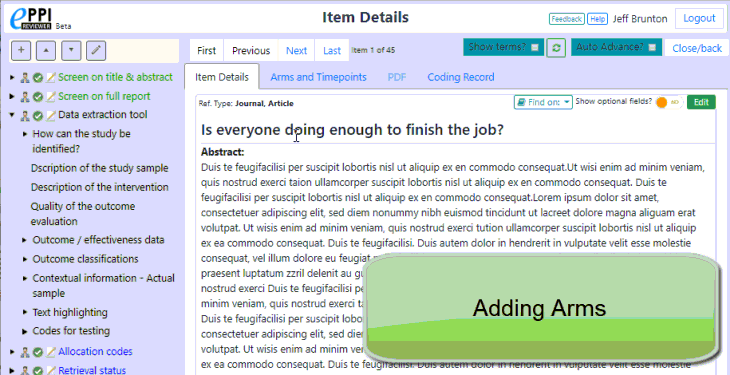 ePPI
REVIEWER Beta
Item Details
Feedback Help Jeff Brunton Logout
First Previous Next Last Item 1 of 45 Show terms? Auto Advance? Close/back
Screen on title & abstract
Screen on full report
Data extraction tool
How can the study be
identified?
Dscription of the study sample
Description of the intervention
Quality of the outcome
evaluation
Outcome / effectiveness data
Outcome classifications
Contextual information - Actual
sample
Text highlighting
Codes for testing
Allocation codes
Retrieval status
Item Details Arms and Timepoints PDF Coding Record
Ref. Type: Journal, Article Find on: Show optional fields? NO Edit
Is everyone doing enough to finish the job?
Abstract:
Duis te feugifacilisi per suscipit lobortis nisl ut aliquip ex en commodo consequat.Ut wisi enim ad minim veniam,
quis nostrud exerci taion ullamcorper suscipit lobortis nisl ut aliquip ex en commodo consequat. Duis te
feugifacilisi per suscipit lobortis nisl ut aliquip ex en commodo consequat.Lorem ipsum dolor sit amet,
consectetuer adipiscing elit, sed diem nonummy nibh euismod tincidunt ut lacreet dolore magna aliguam erat
volutpat. Ut wisis enim ad minim veniam, quis nostrud exerci tution ullamcorper suscipit lobortis nisl ut aliquip
ex ea commodo consequat. Duis te feugifacilisi. Duis autem dolor in hendrerit in vulputate velit esse molestie
consequat, vel illum dolore eu feugiat
praesent luptatum zzril delenit au gu
nostrud exerci Duis te feugifacilisi per
minim veniam, quis nostrud exerci ta
Duis te feugifacilisi per suscipit lobor
consectetuer adipiscing elit, sed dien
volutpat. Ut wisis enim ad minim ven
ex ea commodo consequat. Duis te feugifacilisi. Duis autem dolor in hendrerit in vulputate velit esse molestie
Adding Arms